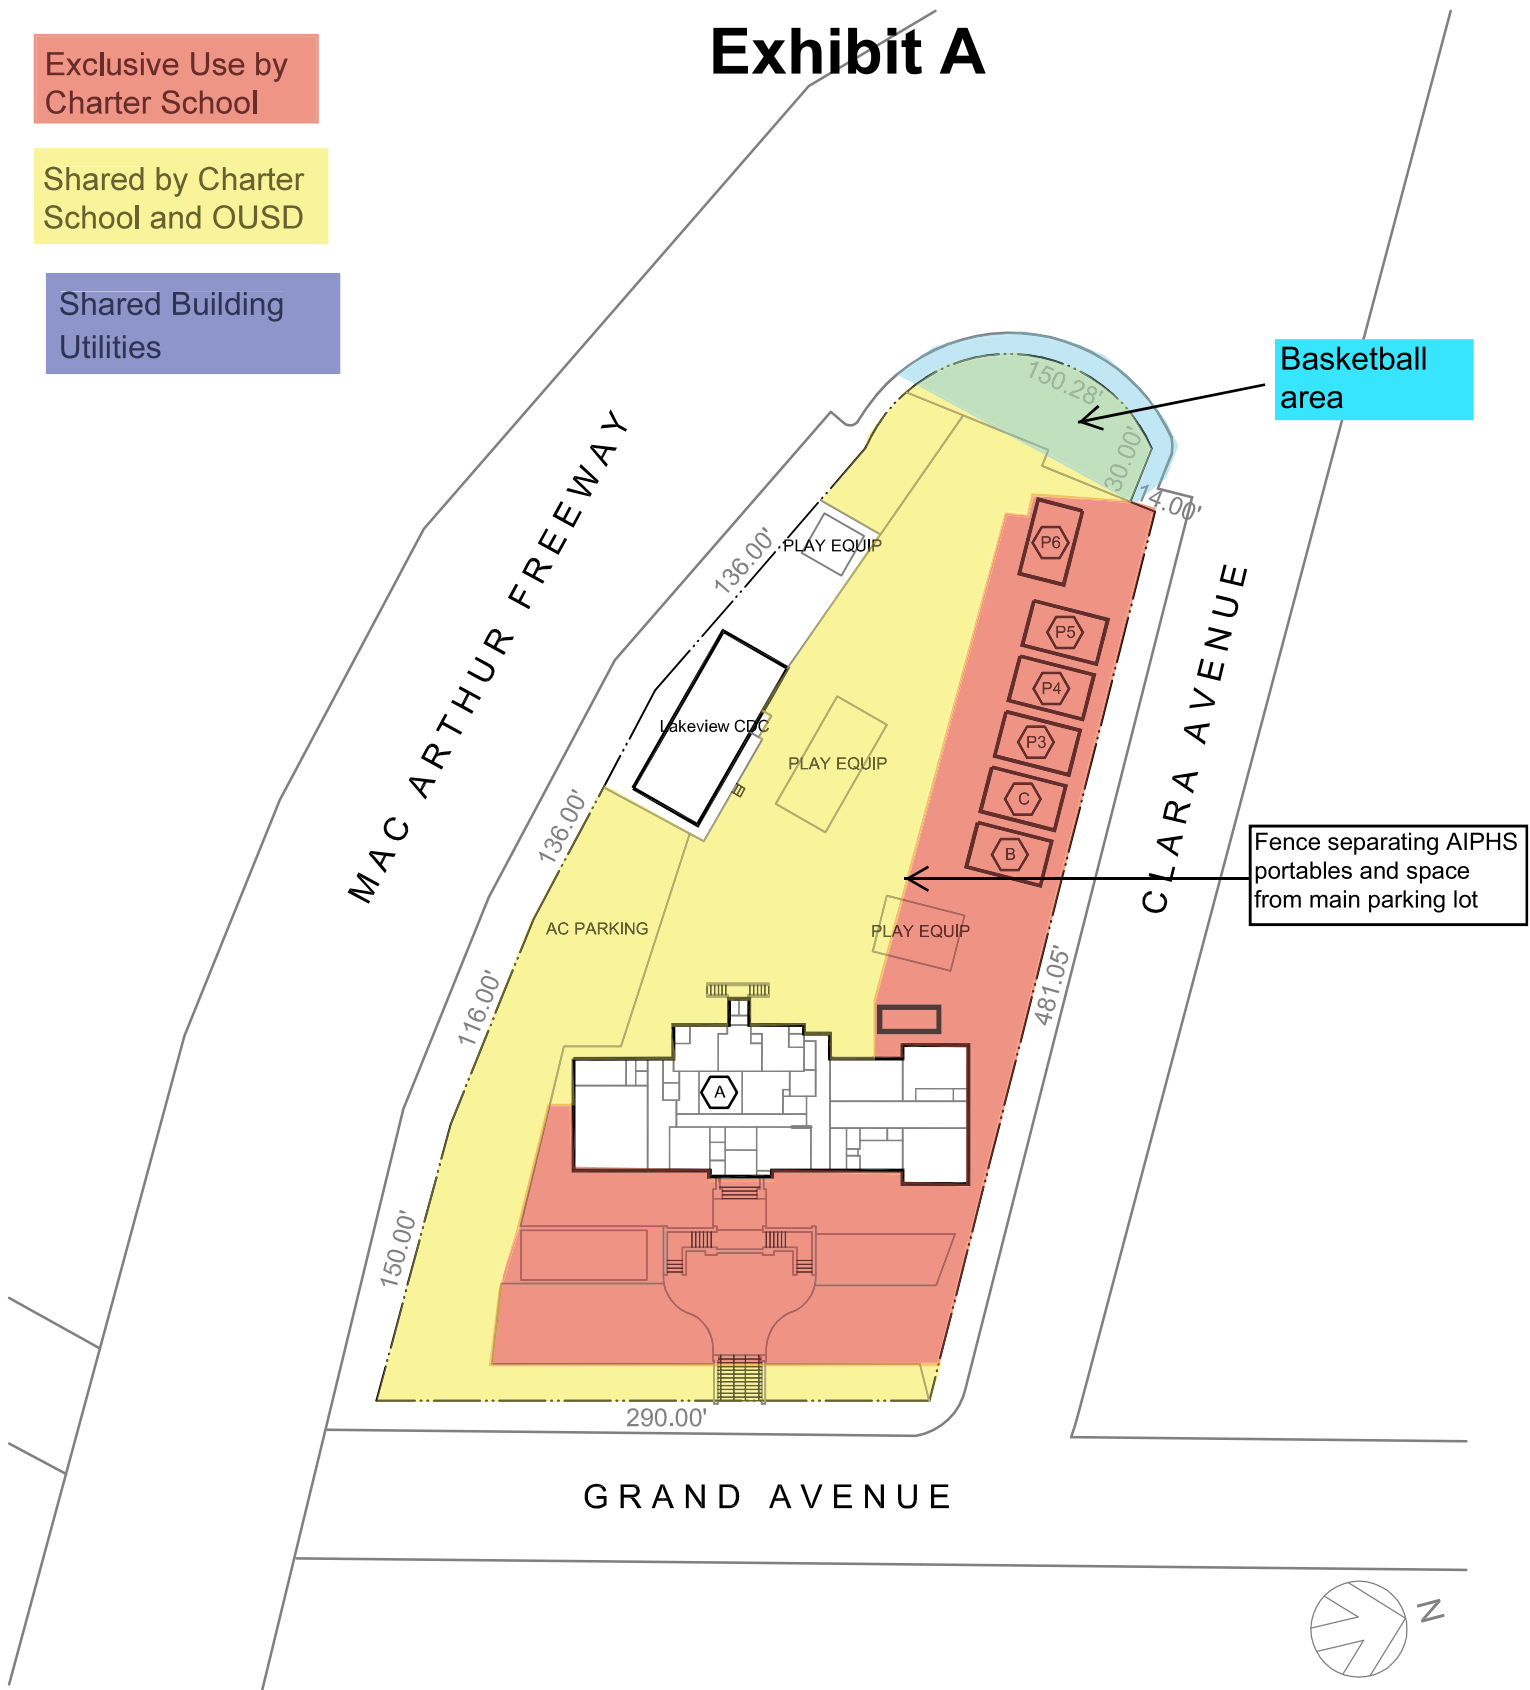 Exhibit A
Exclusive Use by
Charter School
Shared by Charter
School and OUSD
Shared Building
Utilities
Basketball
area
150.28'
30.00'
14.00'
136.00'
PLAY EQUIP
P6
P5
P4
P3
C
B
MAC ARTHUR FREEWAY
CLARA AVENUE
Lakeview CDC
PLAY EQUIP
136.00'
Fence separating AIPHS
portables and space
from main parking lot
AC PARKING
PLAY EQUIP
116.00'
481.05'
A
150.00'
290.00'
GRAND AVENUE
N